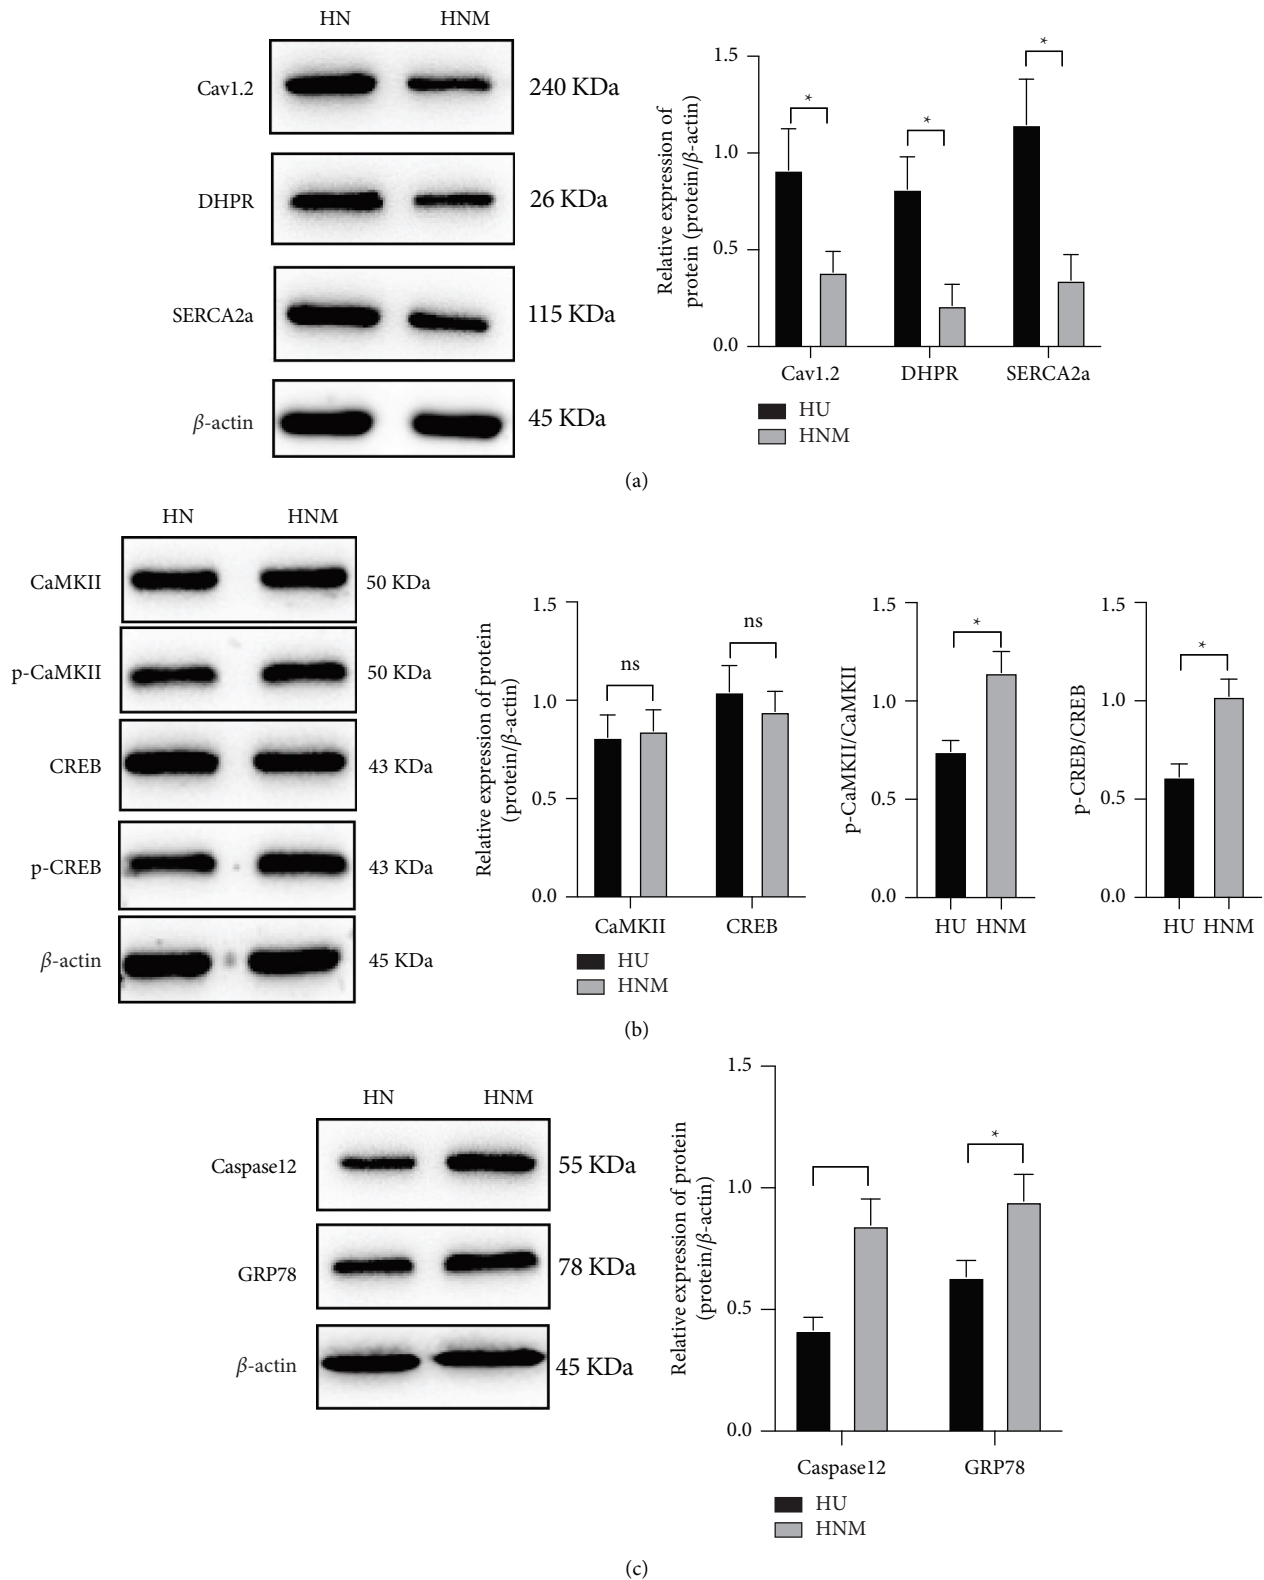 HN HNM
Cav1.2 240 KDa
DHPR 26 KDa
SERCA2a 115 KDa
β-actin 45 KDa
Relative expression of
protein (protein/β-actin)
1.5
1.0
0.5
0.0
* * *
Cav1.2 DHPR SERCA2a
HU
HNM
(a)
HN HNM
CaMKII 50 KDa
p-CaMKII 50 KDa
CREB 43 KDa
p-CREB 43 KDa
β-actin 45 KDa
Relative expression of protein
(protein/β-actin)
1.5
1.0
0.5
0.0
ns ns
CaMKII CREB
HU
HNM
p-CaMKII/CaMKII
1.5
1.0
0.5
0.0
*
HU HNM
p-CREB/CREB
1.5
1.0
0.5
0.0
*
HU HNM
(b)
HN HNM
Caspase12 55 KDa
GRP78 78 KDa
β-actin 45 KDa
Relative expression of protein
(protein/β-actin)
1.5
1.0
0.5
0.0
*
Caspase12 GRP78
HU
HNM
(c)